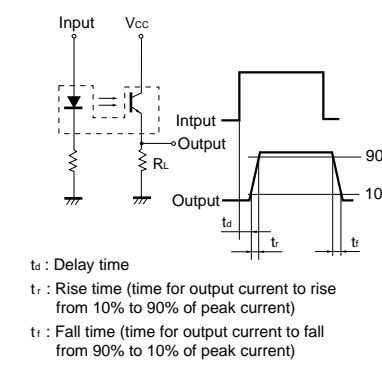 Input
Vcc
Intput
Output
RL
Output
90
10
td
tr
tf
td : Delay time
tr : Rise time (time for output current to rise
from 10% to 90% of peak current)
tf : Fall time (time for output current to fall
from 90% to 10% of peak current)